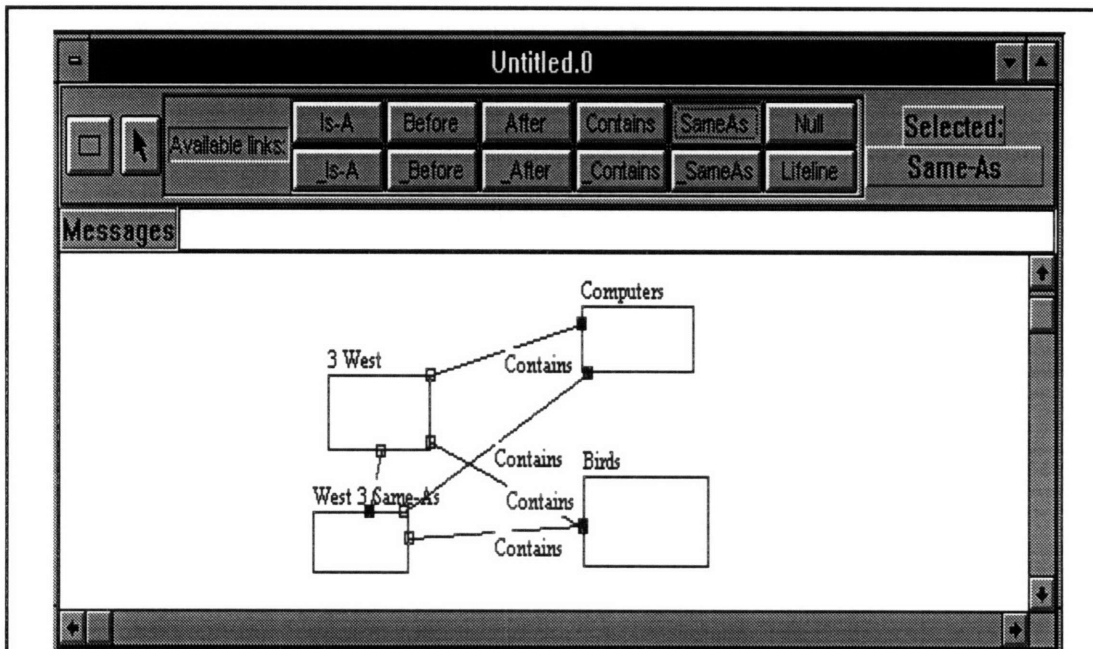 Untitled.0
Available links: Is-A Before After Contains SameAs Null
_Is-A _Before _After _Contains _SameAs Lifeline
Selected:
Same-As
Messages
Computers
Contains
3 West
Contains
Birds
West 3 Same-As
Contains
Contains